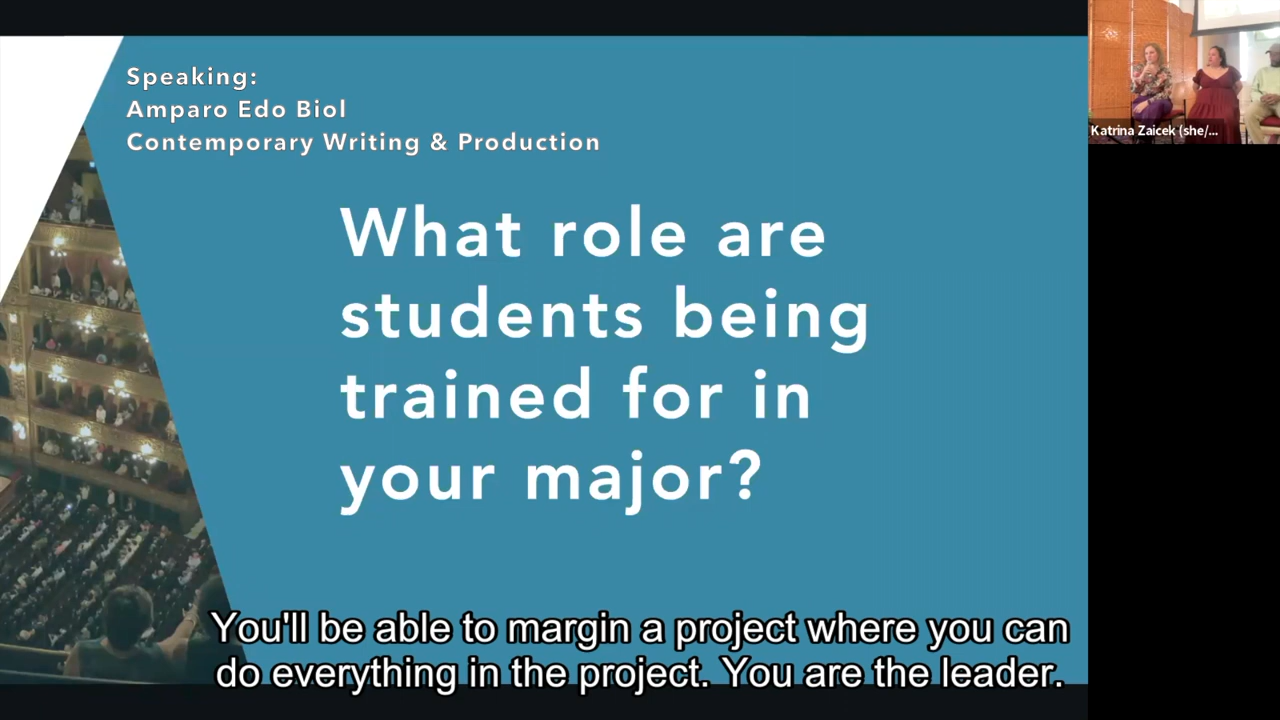 Speaking:
Amparo Edo Biol
Contemporary Writing & Production
Katrina Zaicek (she/...
What role are
students being
trained for in
your major?
You'll be able to margin a project where you can
do everything in the project. You are the leader.